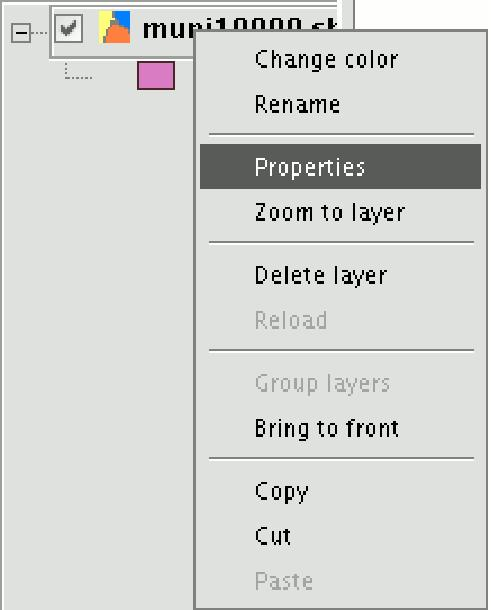 Change color
Rename
Properties
Zoom to layer
Delete layer
Reload
Group layers
Bring to front
Copy
Cut
Paste